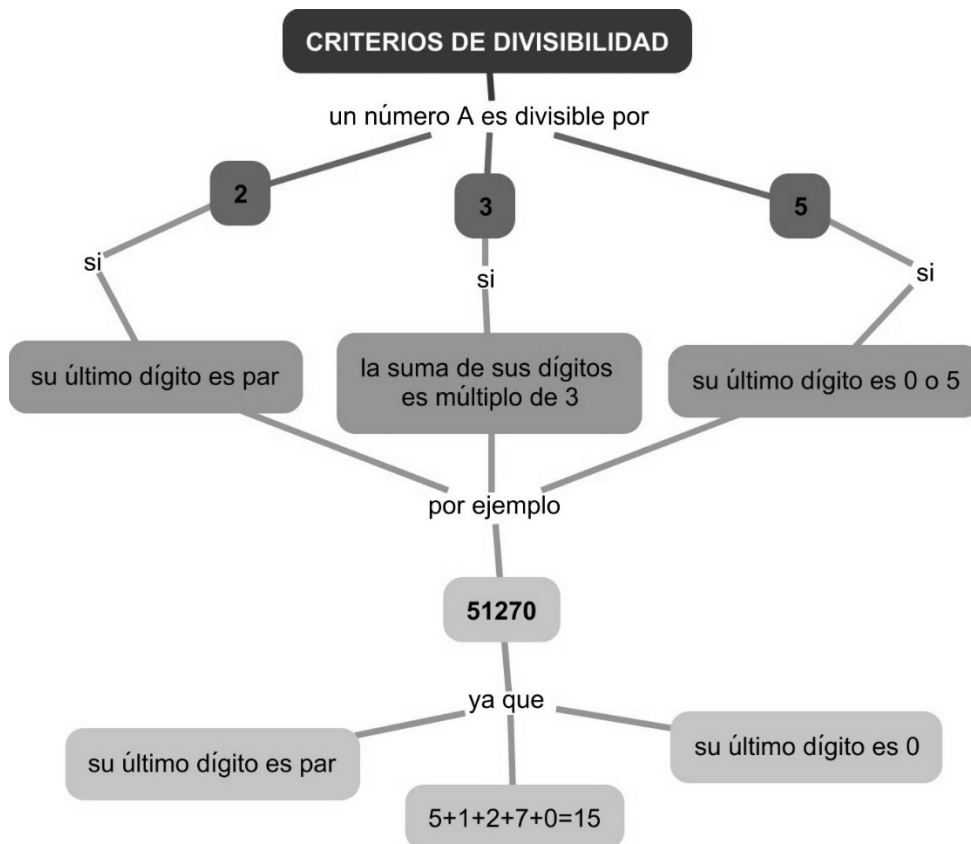 CRITERIOS DE DIVISIBILIDAD
un número A es divisible por
2
3
5
si
si
si
su último dígito es par
la suma de sus dígitos
es múltiplo de 3
su último dígito es 0 o 5
por ejemplo
51270
ya que
su último dígito es par
5+1+2+7+0=15
su último dígito es 0